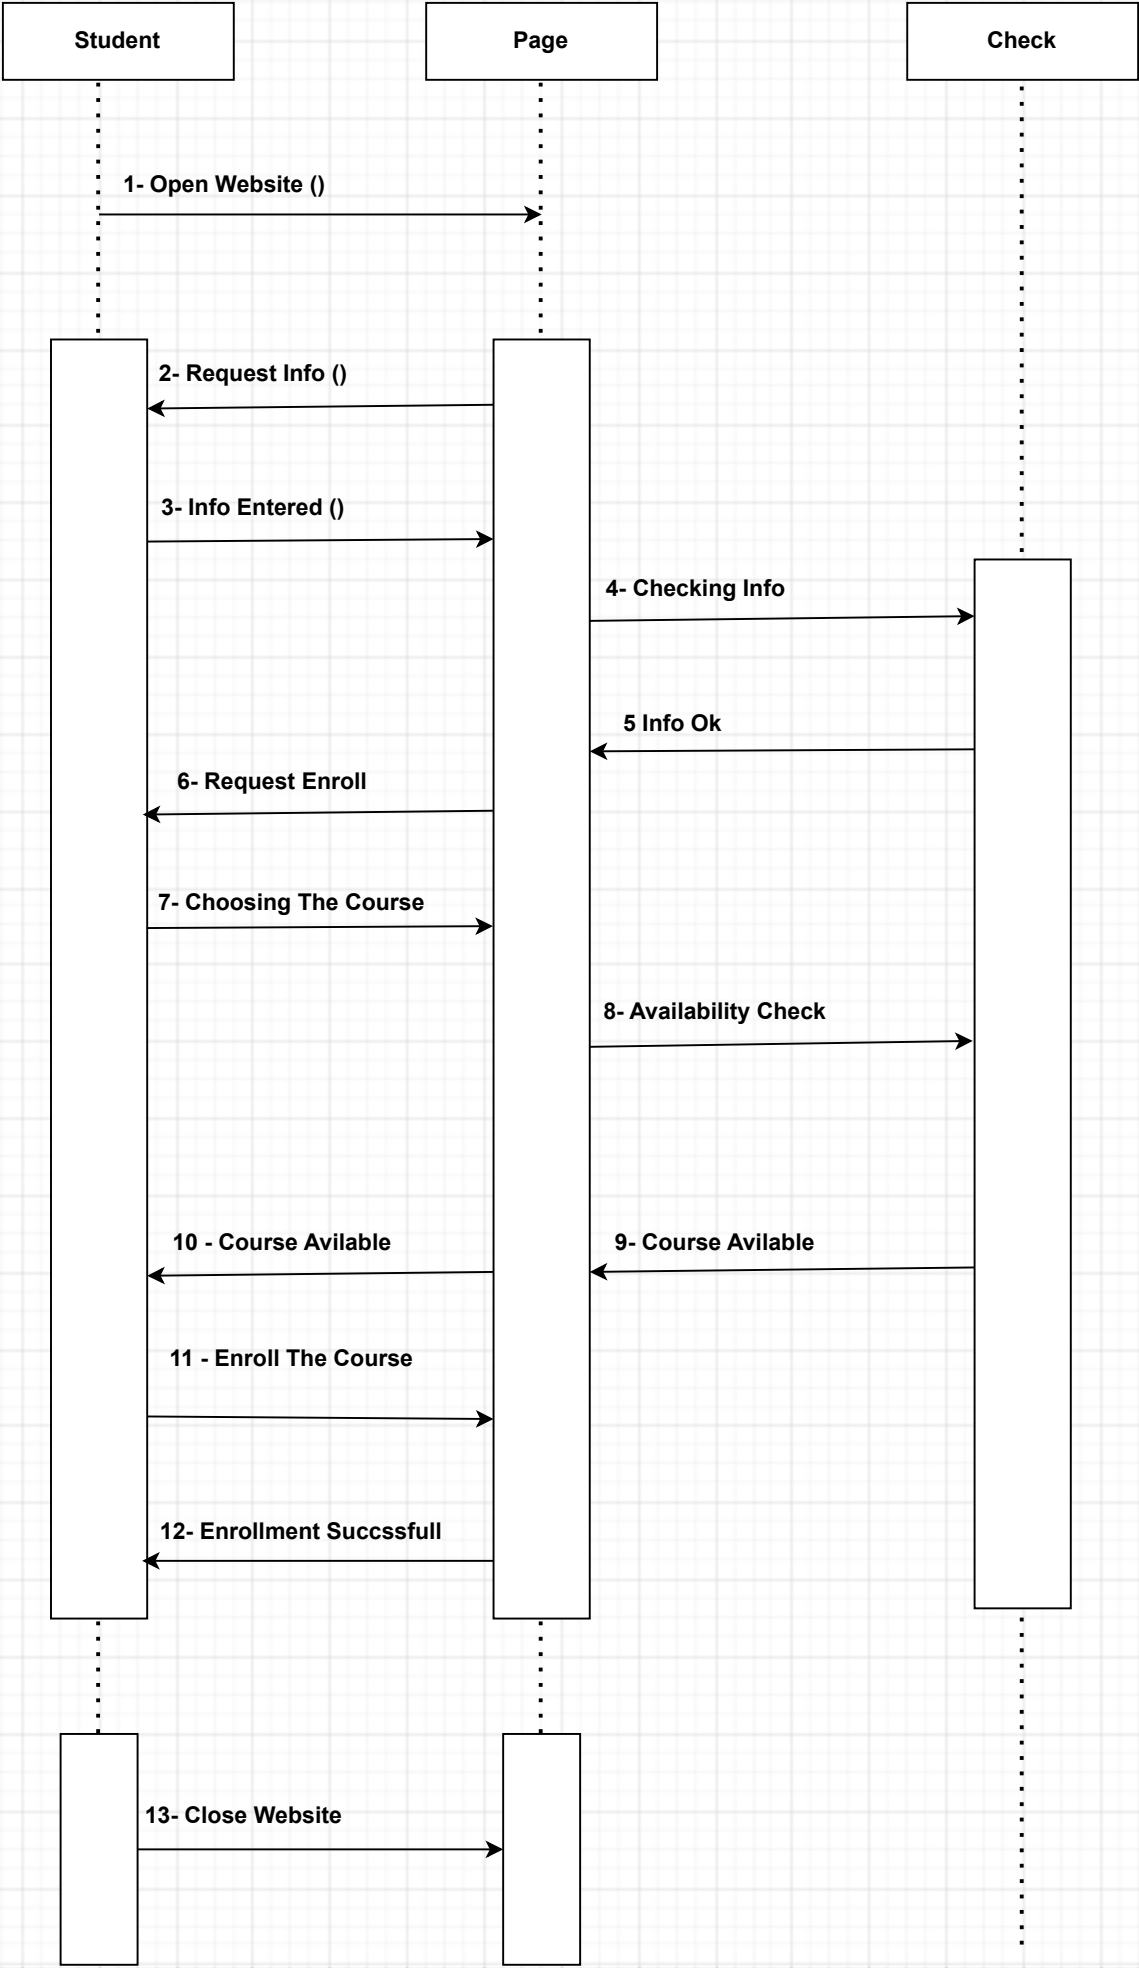 Student
Page
Check
1- Open Website ()
2- Request Info ()
3- Info Entered ()
4- Checking Info
5 Info Ok
6- Request Enroll
7- Choosing The Course
8- Availability Check
10 - Course Avilable
9- Course Avilable
11 - Enroll The Course
12- Enrollment Succssfull
13- Close Website